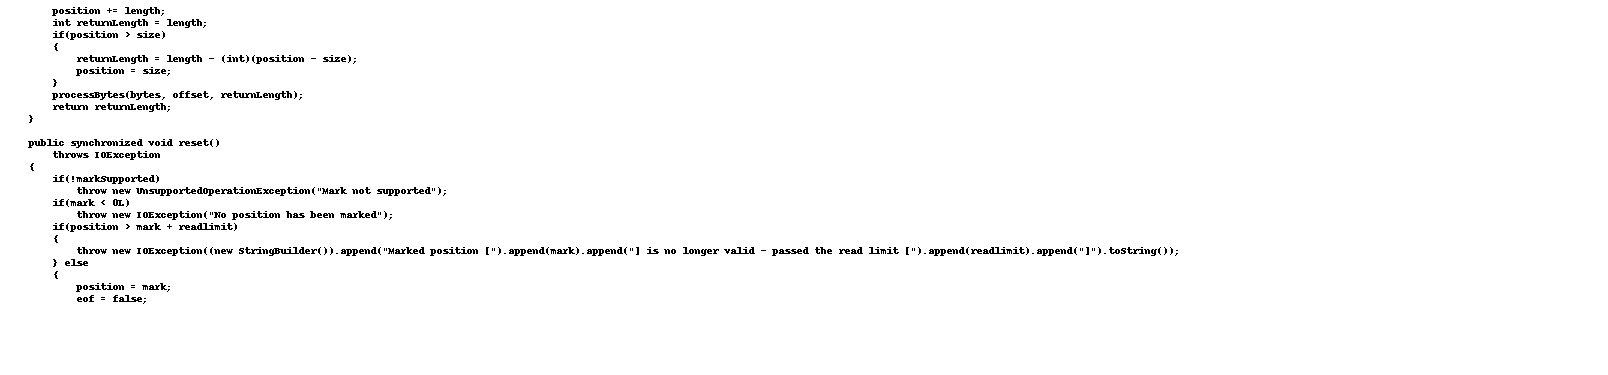 position += length;
int returnLength = length;
if(position > size)
{
returnLength = length - (int)(position - size);
position = size;
}
processBytes(bytes, offset, returnLength);
return returnLength;
}
public synchronized void reset()
throws IOException
{
if(!markSupported)
throw new UnsupportedOperationException("Mark not supported");
if(mark < 0L)
throw new IOException("No position has been marked");
if(position > mark + readlimit)
{
throw new IOException((new StringBuilder()).append("Marked position [").append(mark).append("] is no longer valid - passed the read limit [").append(readlimit).append("]").toString());
} else
{
position = mark;
eof = false;